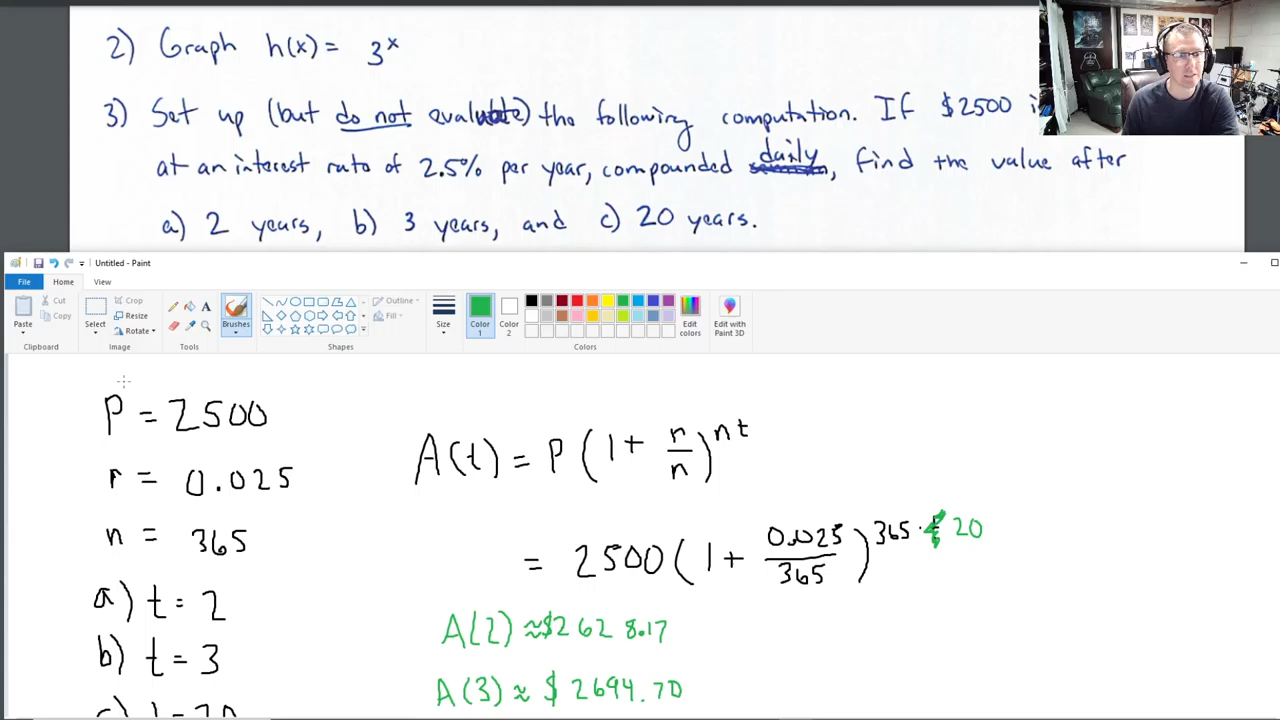 2) Graph h(x) = 3^x
3) Set up (but do not evaluate) the following computation. If $2500
at an interest rate of 2.5% per year, compounded daily, find the value after
a) 2 years, b) 3 years, and c) 20 years.
Untitled - Paint
File Home View
Paste Cut Copy Clipboard
Select Crop Resize Rotate Image
Tools
Brushes
Outline Fill Shapes
Size
Color 1 Color 2 Edit colors Colors
Edit with Paint 3D
P = 2500
A(t) = P(1 + r/n)^nt
r = 0.025
n = 365
= 2500(1 + 0.025/365)^365 · 20
a) t = 2
A(2) ≈ $2628.17
b) t = 3
A(3) ≈ $2694.70